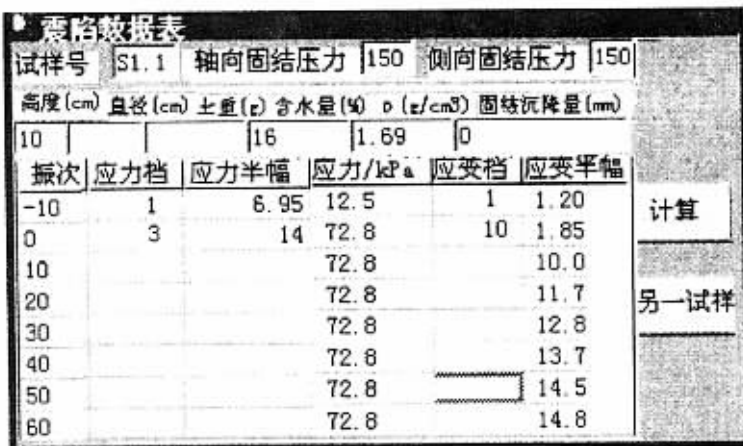 震陷数据表
试样号 S1.1 轴向固结压力 150 侧向固结压力 150
高度(cm) 直径(cm) 土重(g) 含水量(%) ρ(g/cm3) 固结沉降量(mm)
10 16 1.69 0
振次 应力档 应力半幅 应力/kPa 应变档 应变半幅
-10 1 6.95 12.5 1 1.20
0 3 14 72.8 10 1.85
10 72.8 10.0
20 72.8 11.7
30 72.8 12.8
40 72.8 13.7
50 72.8 14.5
60 72.8 14.8
计算
另一试样